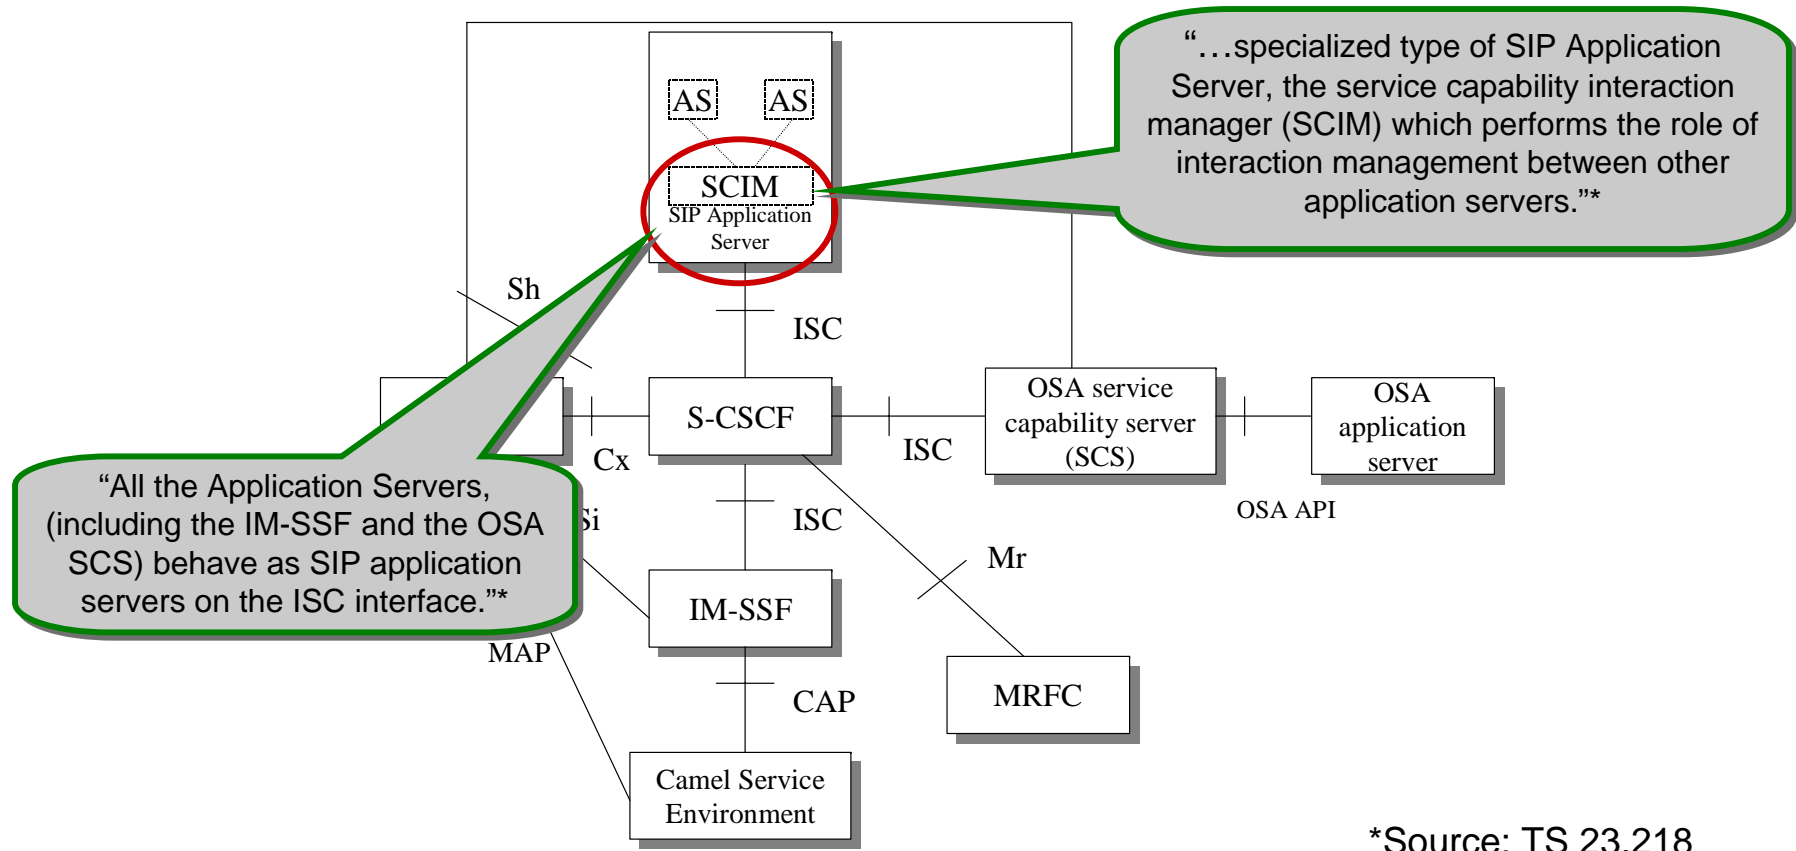 “...specialized type of SIP Application
Server, the service capability interaction
manager (SCIM) which performs the role of
interaction management between other
application servers.”*
AS
AS
SCIM
SIP Application
Server
Sh
ISC
S-CSCF
Cx
ISC
OSA service
capability server
(SCS)
OSA
application
server
OSA API
“All the Application Servers,
(including the IM-SSF and the OSA
SCS) behave as SIP application
servers on the ISC interface.”*
Si
ISC
Mr
IM-SSF
MAP
CAP
MRFC
Camel Service
Environment
*Source: TS 23.218